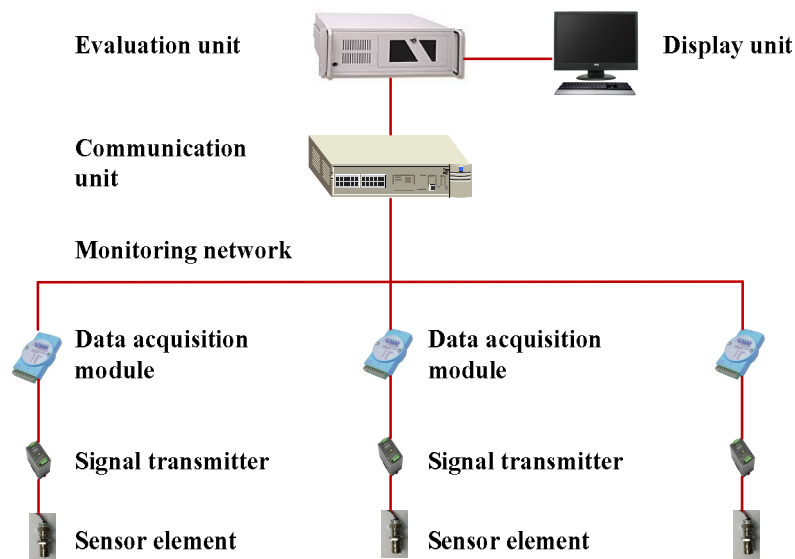 Evaluation unit
Display unit
Communication
unit
Monitoring network
Data acquisition
module
Data acquisition
module
Signal transmitter
Signal transmitter
Sensor element
Sensor element